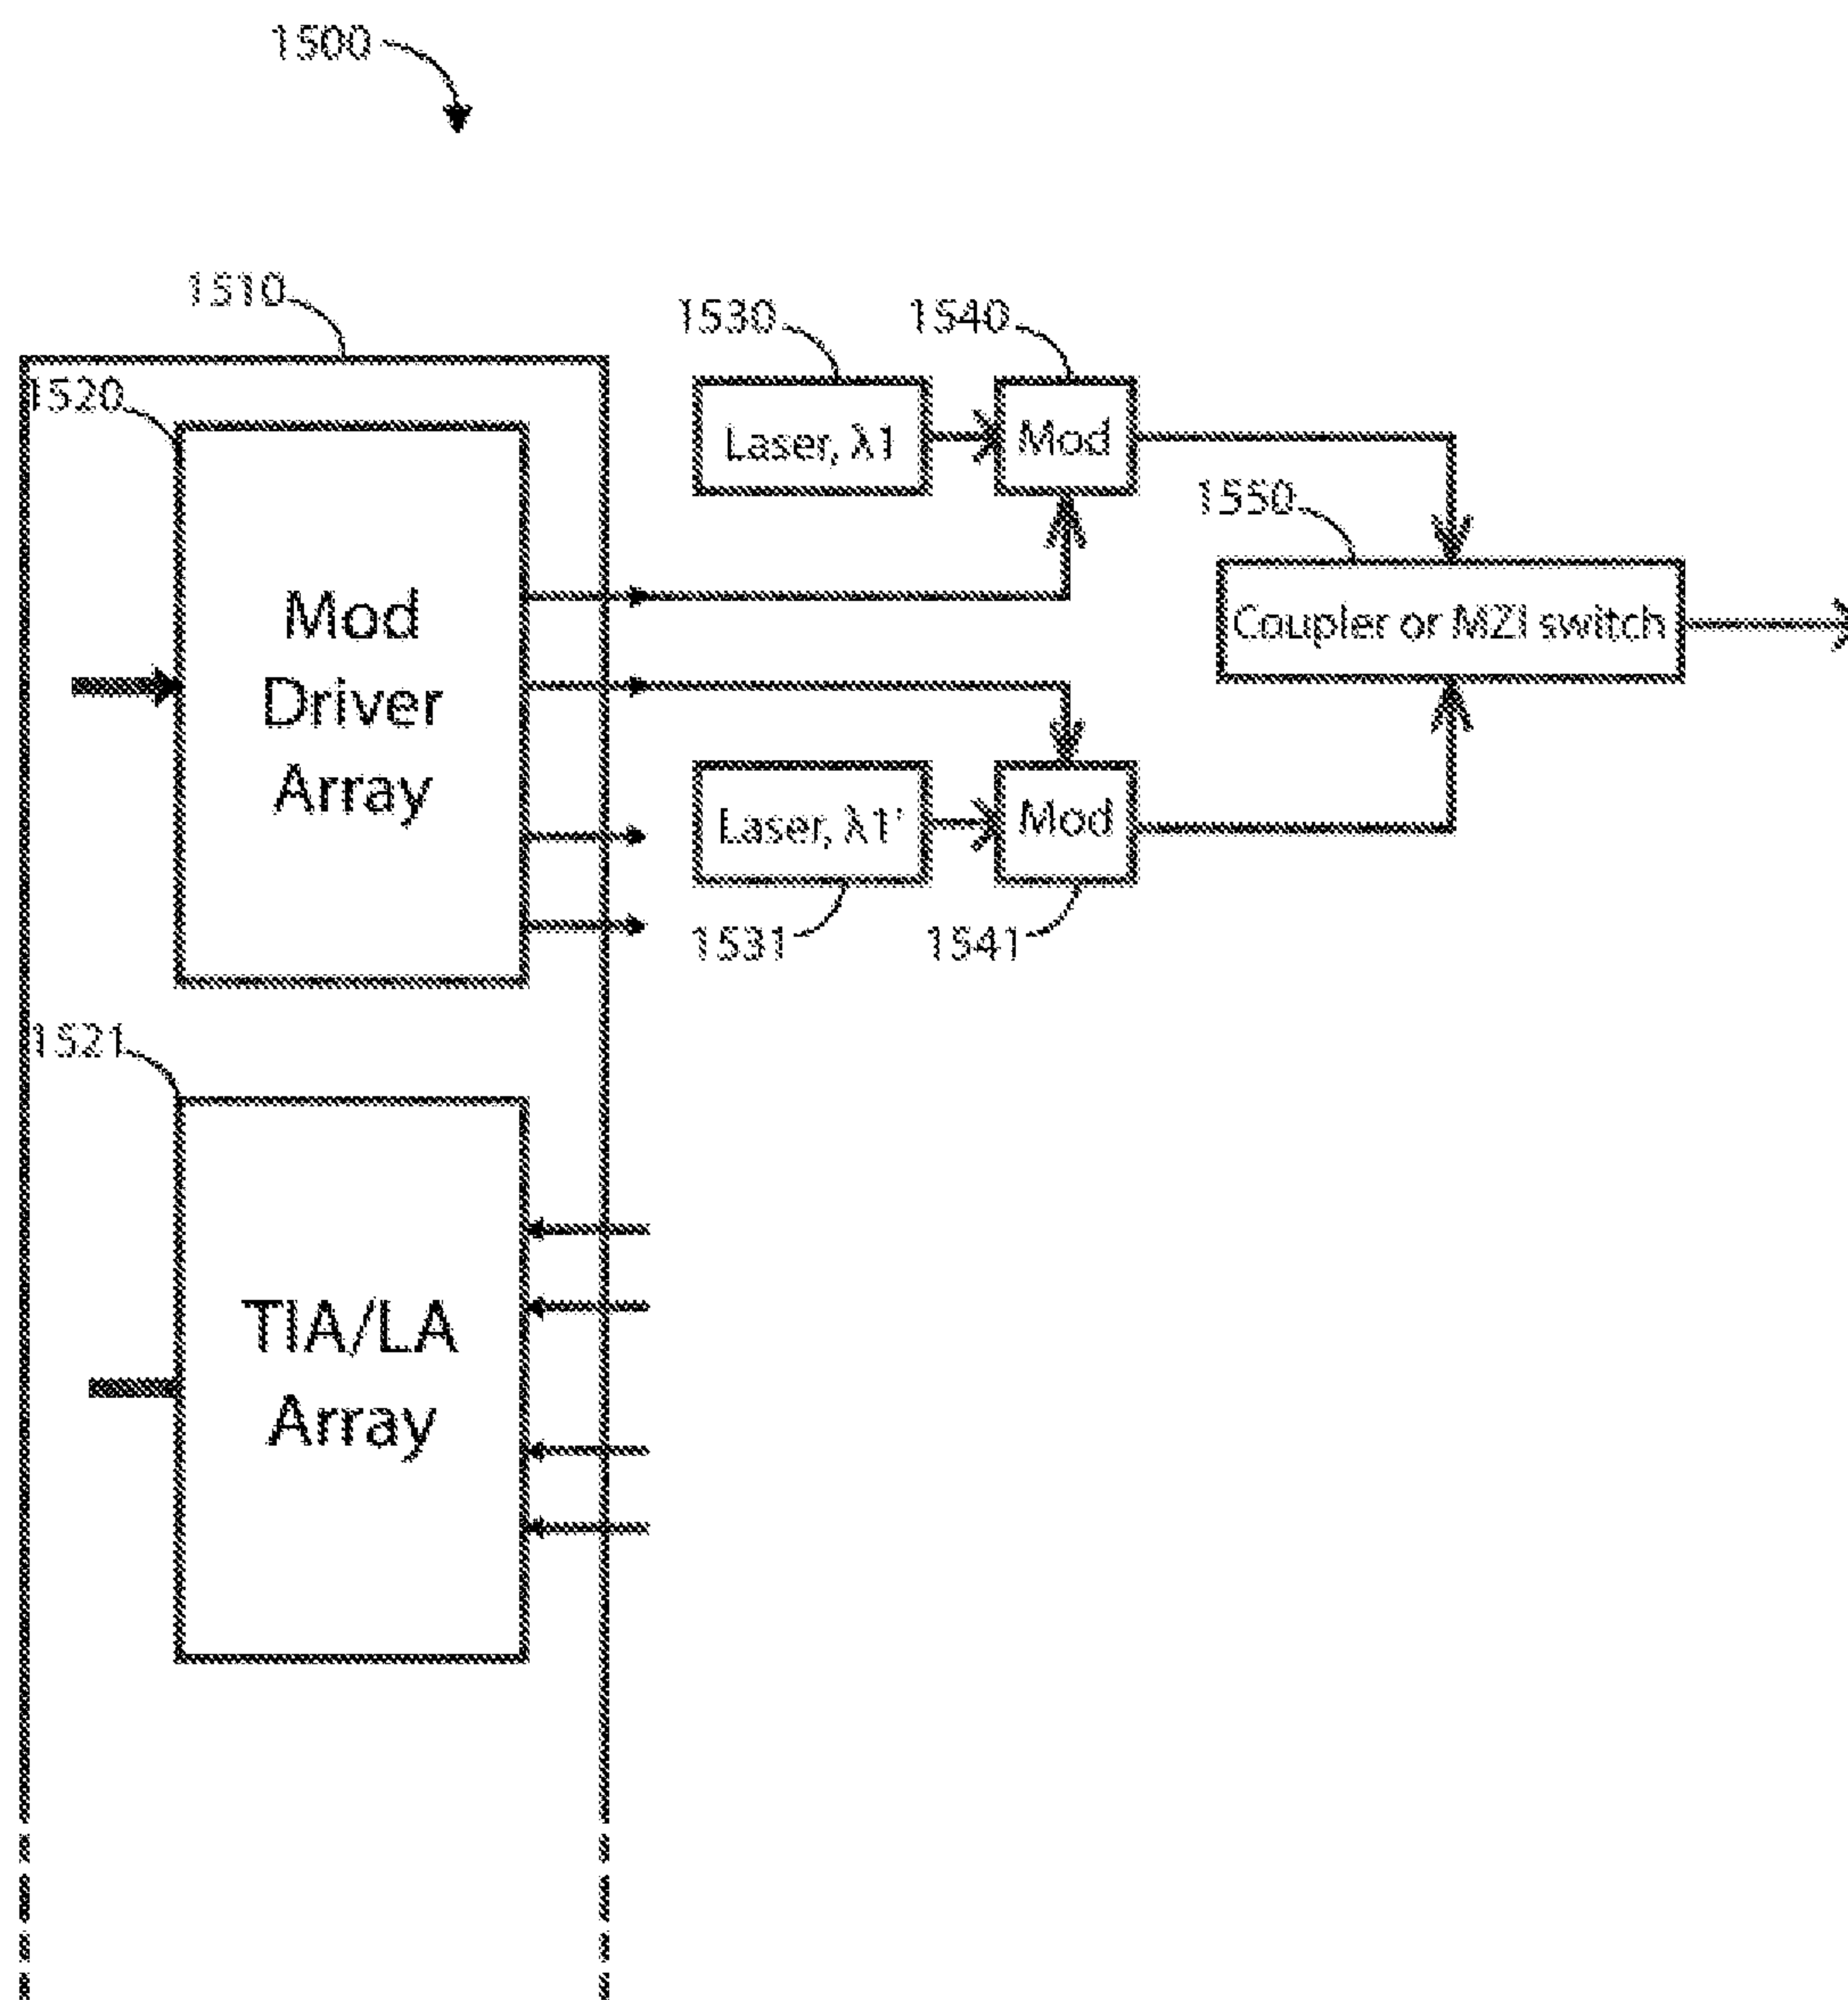 1500
1510
1530
1540
1520
Laser, λ1
Mod
1550
Mod
Driver
Array
Coupler or MZI switch
Laser, λ1'
Mod
1531
1541
1521
TIA/LA
Array